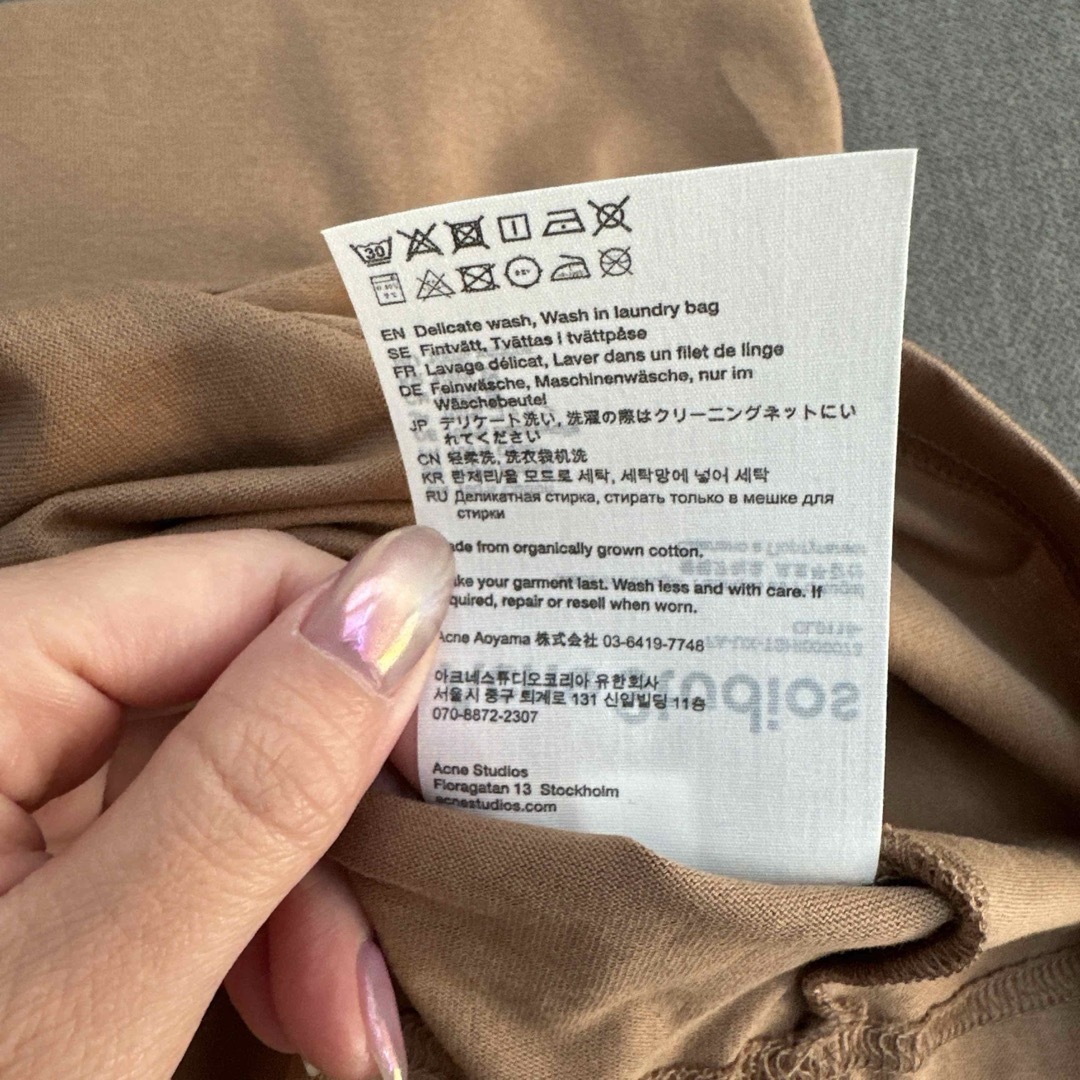 30
EN Delicate wash, Wash in laundry bag
SE Fintvätt, Tvättas i tvättpåse
FR Lavage délicat, Laver dans un filet de linge
DE Feinwäsche, Maschinenwäsche, nur im
Wäschebeutel
JP デリケート洗い, 洗濯の際はクリーニングネットにい
れてください
CN 轻柔洗, 洗衣袋机洗
KR 란제리/울 모드로 세탁, 세탁망에 넣어 세탁
RU Деликатная стирка, стирать только в мешке для
стирки
ade from organically grown cotton.
ke your garment last. Wash less and with care. If
quired, repair or resell when worn.
Acne Aoyama 株式会社 03-6419-7748
아크네스튜디오코리아 유한회사
서울시 중구 퇴계로 131 신일빌딩 11층
070-8872-2307
Acne Studios
Floragatan 13 Stockholm
acnestudios.com